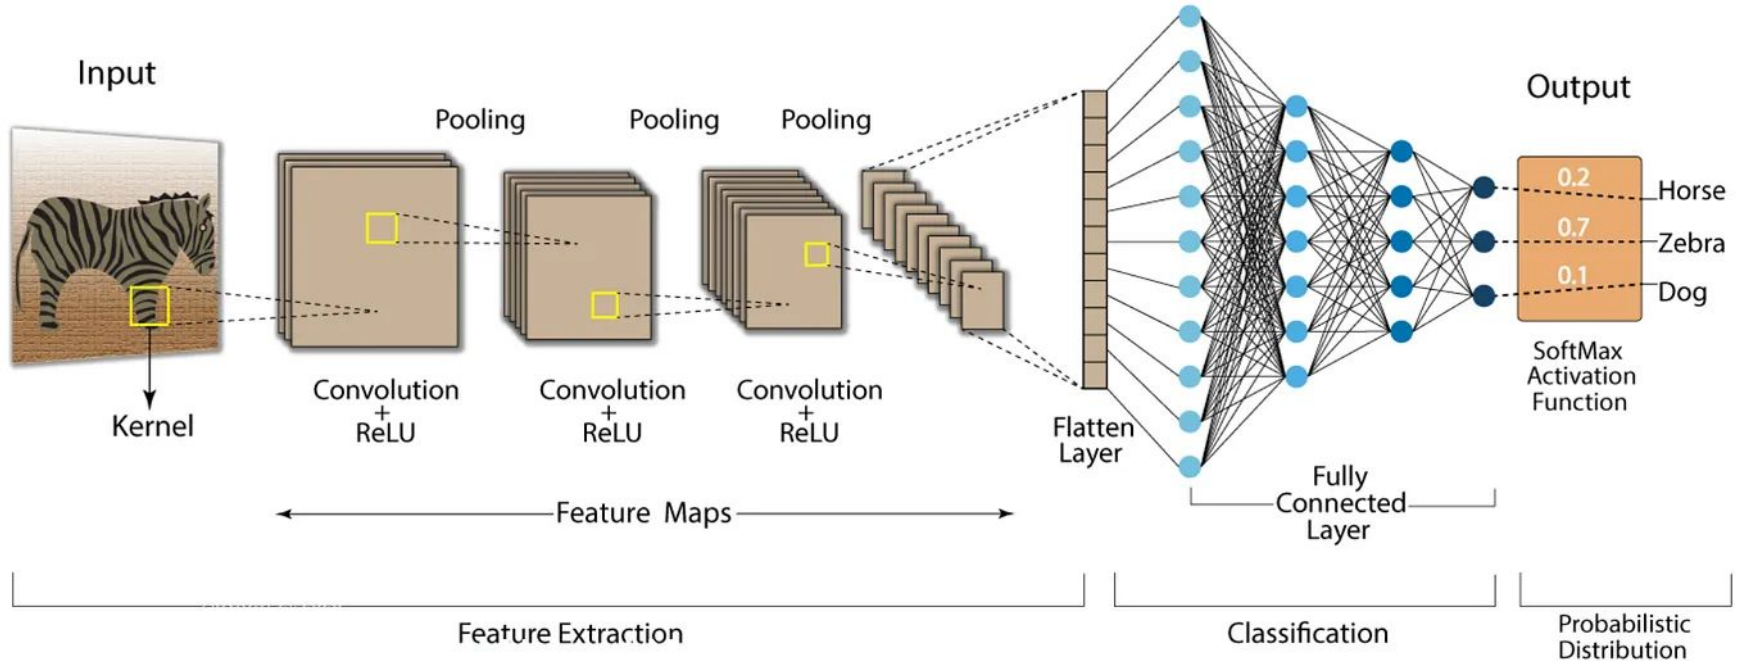 Input
Output
Pooling
Pooling
Pooling
0.2
Horse
0.7
Zebra
0.1
Dog
SoftMax
Activation
Function
Kernel
Convolution
+
ReLU
Convolution
+
ReLU
Convolution
+
ReLU
Flatten
Layer
Fully
Connected
Layer
Feature Maps
Feature Extraction
Classification
Probabilistic
Distribution